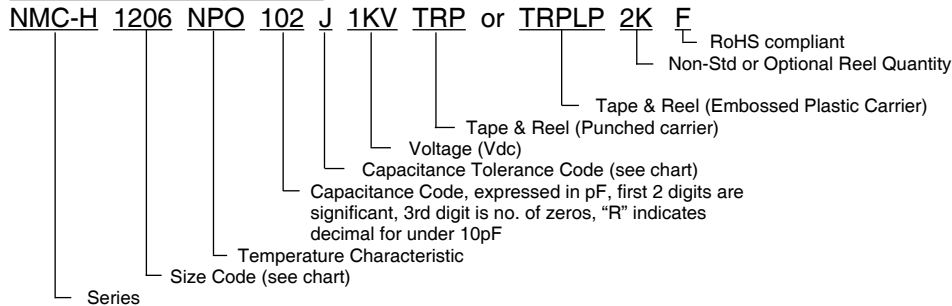 NMC-H 1206 NPO 102 J 1KV TRP or TRPLP 2K F
RoHS compliant
Non-Std or Optional Reel Quantity
Tape & Reel (Embossed Plastic Carrier)
Tape & Reel (Punched carrier)
Voltage (Vdc)
Capacitance Tolerance Code (see chart)
Capacitance Code, expressed in pF, first 2 digits are
significant, 3rd digit is no. of zeros, “R” indicates
decimal for under 10pF
Temperature Characteristic
Size Code (see chart)
Series